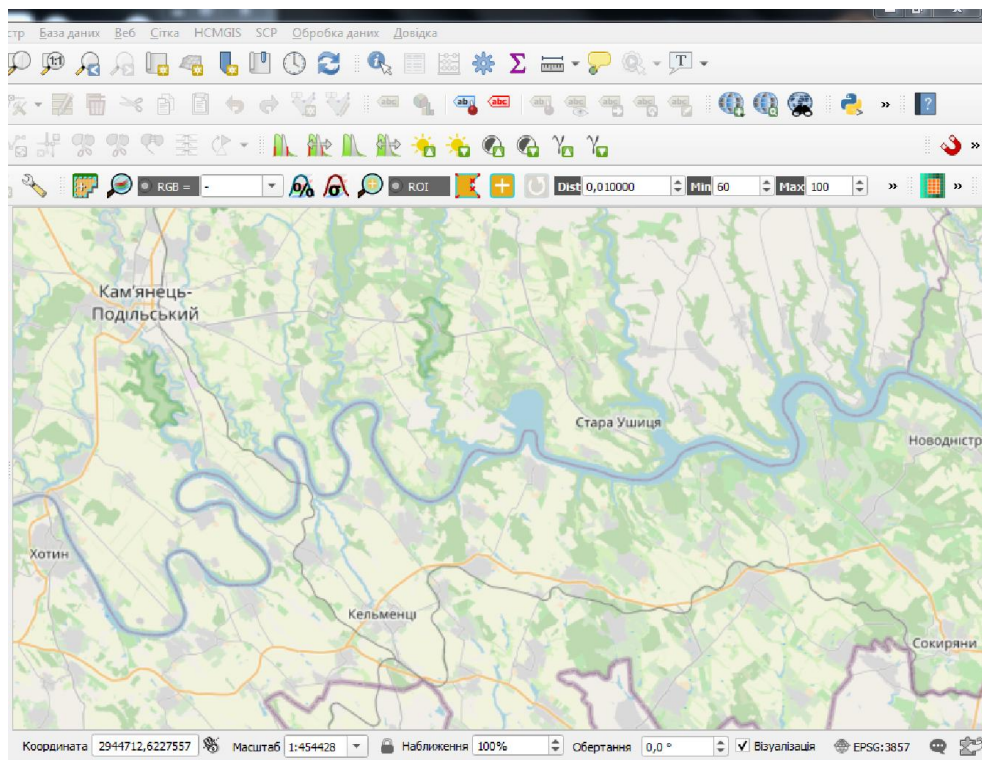 База даних Веб Сітка HCMGIS SCP Обробка даних Довідка
RGB = - ROI Dist 0,010000 Min 60 Max 100
Кам'янець-
Подільський
Стара Ушиця
Новодністр
Хотин
Кельменці
Сокиряни
Координата 2944712,6227557 Масштаб 1:454428 Наближення 100% Обертання 0,0 ° Візуалізація EPSG:3857